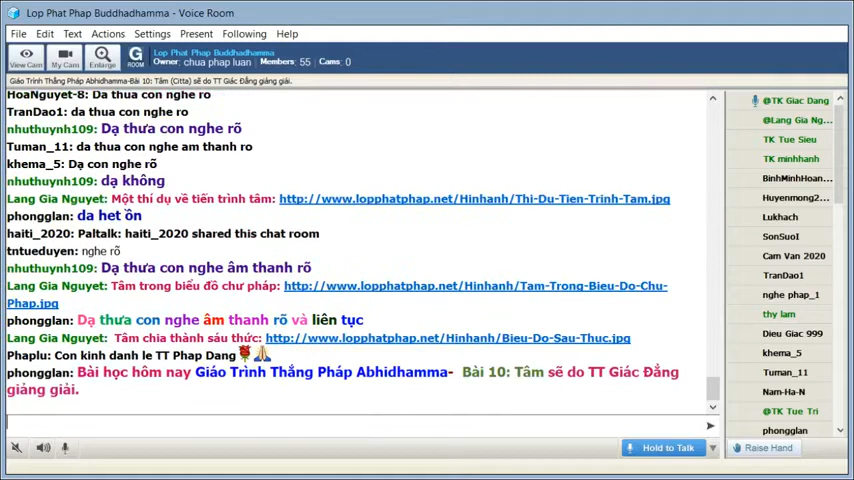 Lop Phat Phap Buddhadhamma - Voice Room
File Edit Text Actions Settings Present Following Help
View Cam My Cam Enlarge G ROOM
Lop Phat Phap Buddhadhamma
Owner: chua phap luan / Members: 55 Cams: 0
Giáo Trình Thắng Pháp Abhidhamma-Bài 10: Tâm (Citta) sẽ do TT Giác Đẳng giảng giải.
HoaNguyet-8: Da thua con nghe ro
TranDao1: da thua con nghe ro
nhuthuynh109: Dạ thưa con nghe rõ
Tuman_11: da thua con nghe am thanh ro
khema_5: Dạ con nghe rõ
nhuthuynh109: dạ không
Lang Gia Nguyet: Một thí dụ về tiến trình tâm: http://www.lopphatphap.net/Hinhanh/Thi-Du-Tien-Trinh-Tam.jpg
phongglan: da het ồn
haiti_2020: Paltalk: haiti_2020 shared this chat room
tntueduyen: nghe rõ
nhuthuynh109: Dạ thưa con nghe âm thanh rõ
Lang Gia Nguyet: Tâm trong biểu đồ chư pháp: http://www.lopphatphap.net/Hinhanh/Tam-Trong-Bieu-Do-Chu-
Phap.jpg
phongglan: Dạ thưa con nghe âm thanh rõ và liên tục
Lang Gia Nguyet: Tâm chia thành sáu thức: http://www.lopphatphap.net/Hinhanh/Bieu-Do-Sau-Thuc.jpg
Phaplu: Con kinh danh le TT Phap Dang🌹🙏
phongglan: Bài học hôm nay Giáo Trình Thắng Pháp Abhidhamma- Bài 10: Tâm sẽ do TT Giác Đẳng
giảng giải.
Hold to Talk
Raise Hand
@TK Giac Dang
@Lang Gia Ng...
TK Tue Sieu
TK minhhanh
BinhMinhHoan...
Huyenmong2...
Lukhach
SonSuoI
Cam Van 2020
TranDao1
nghe phap_1
thy lam
Dieu Giac 999
khema_5
Tuman_11
Nam-Ha-N
@TK Tue Tri
phongglan